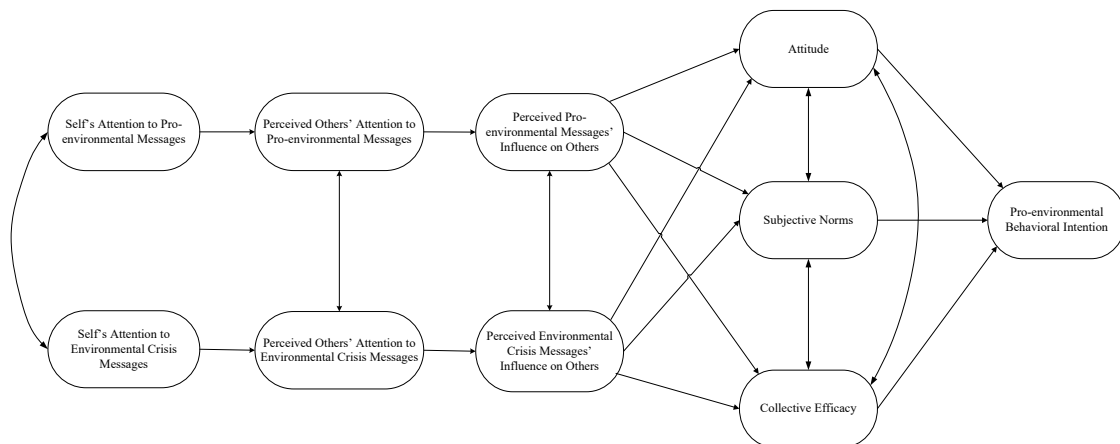 Attitude
Self's Attention to Pro-
environmental Messages
Perceived Others' Attention to
Pro-environmental Messages
Perceived Pro-
environmental Messages'
Influence on Others
Subjective Norms
Pro-environmental
Behavioral Intention
Self's Attention to
Environmental Crisis
Messages
Perceived Others' Attention to
Environmental Crisis Messages
Perceived Environmental
Crisis Messages'
Influence on Others
Collective Efficacy